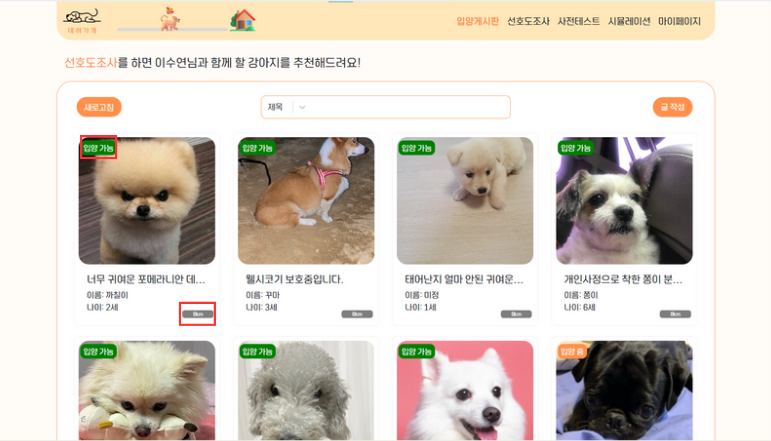 데려가개
입양게시판 선호도조사 사전테스트 시뮬레이션 마이페이지
선호도조사를 하면 이수연님과 함께 할 강아지를 추천해드려요!
새로고침 제목 글 작성
입양 가능 입양 가능 입양 가능 입양 가능
너무 귀여운 포메라니안 데...
이름: 까칠이
나이: 2세
8km
웰시코기 보호중입니다.
이름: 꾸마
나이: 3세
8km
태어난지 얼마 안된 귀여운...
이름: 미정
나이: 1세
8km
개인사정으로 착한 쫑이 분...
이름: 쫑이
나이: 6세
8km
입양 가능 입양 가능 입양 가능 입양 중